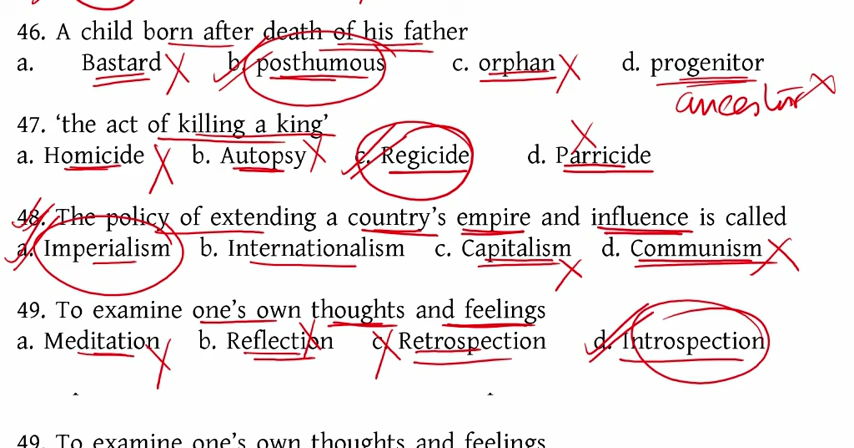 46. A child born after death of his father
a. Bastard b. posthumous c. orphan d. progenitor
ancestor
47. 'the act of killing a king'
a. Homicide b. Autopsy c. Regicide d. Parricide
48. The policy of extending a country's empire and influence is called
a. Imperialism b. Internationalism c. Capitalism d. Communism
49. To examine one's own thoughts and feelings
a. Meditation b. Reflection c. Retrospection d. Introspection
49. To examine one's own thoughts and feelings